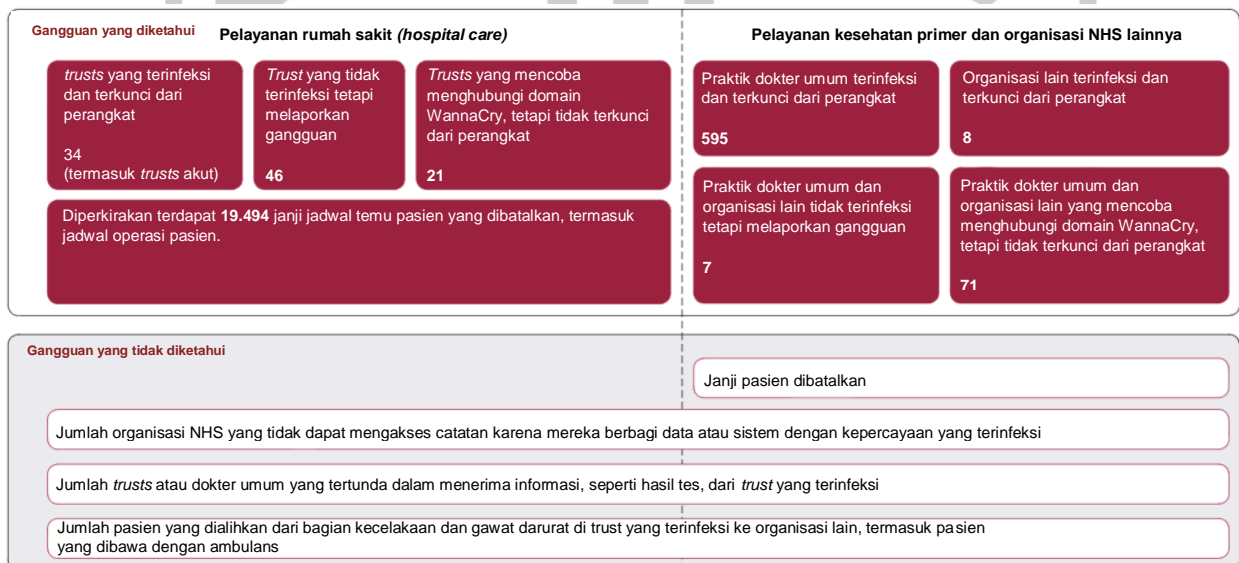 Gangguan yang diketahui
Pelayanan rumah sakit (hospital care)
Pelayanan kesehatan primer dan organisasi NHS lainnya
trusts yang terinfeksi
dan terkunci dari
perangkat
34
(termasuk trusts akut)
Trust yang tidak
terinfeksi tetapi
melaporkan
gangguan
46
Trusts yang mencoba
menghubungi domain
WannaCry, tetapi tidak terkunci
dari perangkat
21
Diperkirakan terdapat 19.494 janji jadwal temu pasien yang dibatalkan, termasuk
jadwal operasi pasien.
Praktik dokter umum terinfeksi
dan terkunci dari perangkat
595
Organisasi lain terinfeksi dan
terkunci dari perangkat
8
Praktik dokter umum dan
organisasi lain tidak terinfeksi
tetapi melaporkan gangguan
7
Praktik dokter umum dan
organisasi lain yang mencoba
menghubungi domain WannaCry,
tetapi tidak terkunci dari perangkat
71
Gangguan yang tidak diketahui
Janji pasien dibatalkan
Jumlah organisasi NHS yang tidak dapat mengakses catatan karena mereka berbagi data atau sistem dengan kepercayaan yang terinfeksi
Jumlah trusts atau dokter umum yang tertunda dalam menerima informasi, seperti hasil tes, dari trust yang terinfeksi
Jumlah pasien yang dialihkan dari bagian kecelakaan dan gawat darurat di trust yang terinfeksi ke organisasi lain, termasuk pasien
yang dibawa dengan ambulans